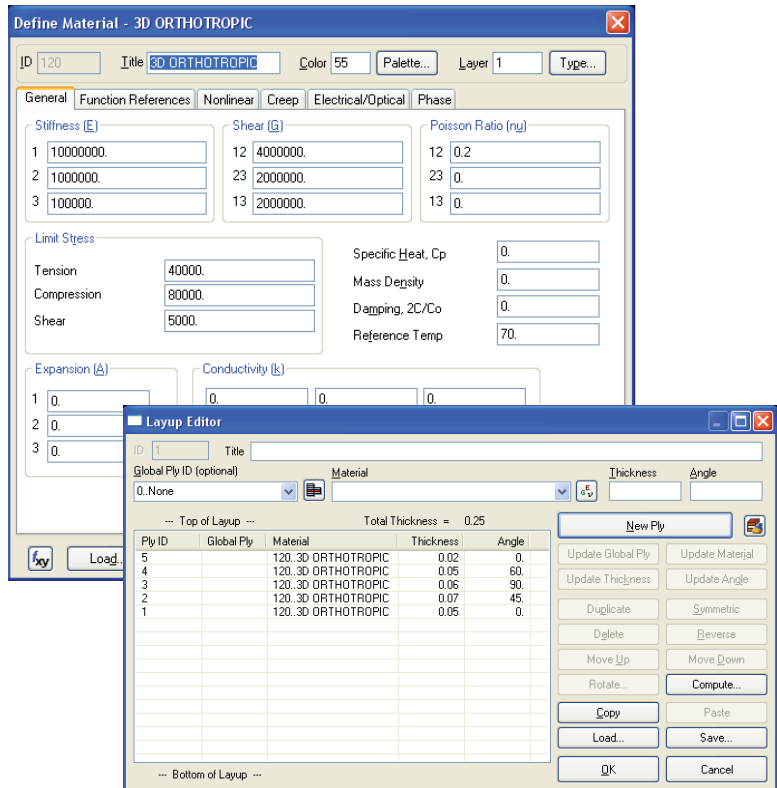 Define Material - 3D ORTHOTROPIC
ID 120 Title 3D ORTHOTROPIC Color 55 Palette... Layer 1 Type...
General Function References Nonlinear Creep Electrical/Optical Phase
Stiffness (E) Shear (G) Poisson Ratio (nu)
1 10000000. 12 4000000. 12 0.2
2 1000000. 23 2000000. 23 0.
3 100000. 13 2000000. 13 0.
Limit Stress
Tension 40000.
Compression 80000.
Shear 5000.
Specific Heat, Cp 0.
Mass Density 0.
Damping, 2C/Co 0.
Reference Temp 70.
Expansion (A) Conductivity (k)
1 0. 0. 0. 0.
2 0.
3 0.
fxy Load..
Layup Editor
ID 1 Title
Global Ply ID (optional) Material Thickness Angle
0..None
--- Top of Layup --- Total Thickness = 0.25 New Ply
Ply ID Global Ply Material Thickness Angle
5 120..3D ORTHOTROPIC 0.02 0.
4 120..3D ORTHOTROPIC 0.05 60.
3 120..3D ORTHOTROPIC 0.06 90.
2 120..3D ORTHOTROPIC 0.07 45.
1 120..3D ORTHOTROPIC 0.05 0.
Update Global Ply Update Material
Update Thickness Update Angle
Duplicate Symmetric
Delete Reverse
Move Up Move Down
Rotate... Compute...
Copy Paste
Load... Save...
OK Cancel
--- Bottom of Layup ---